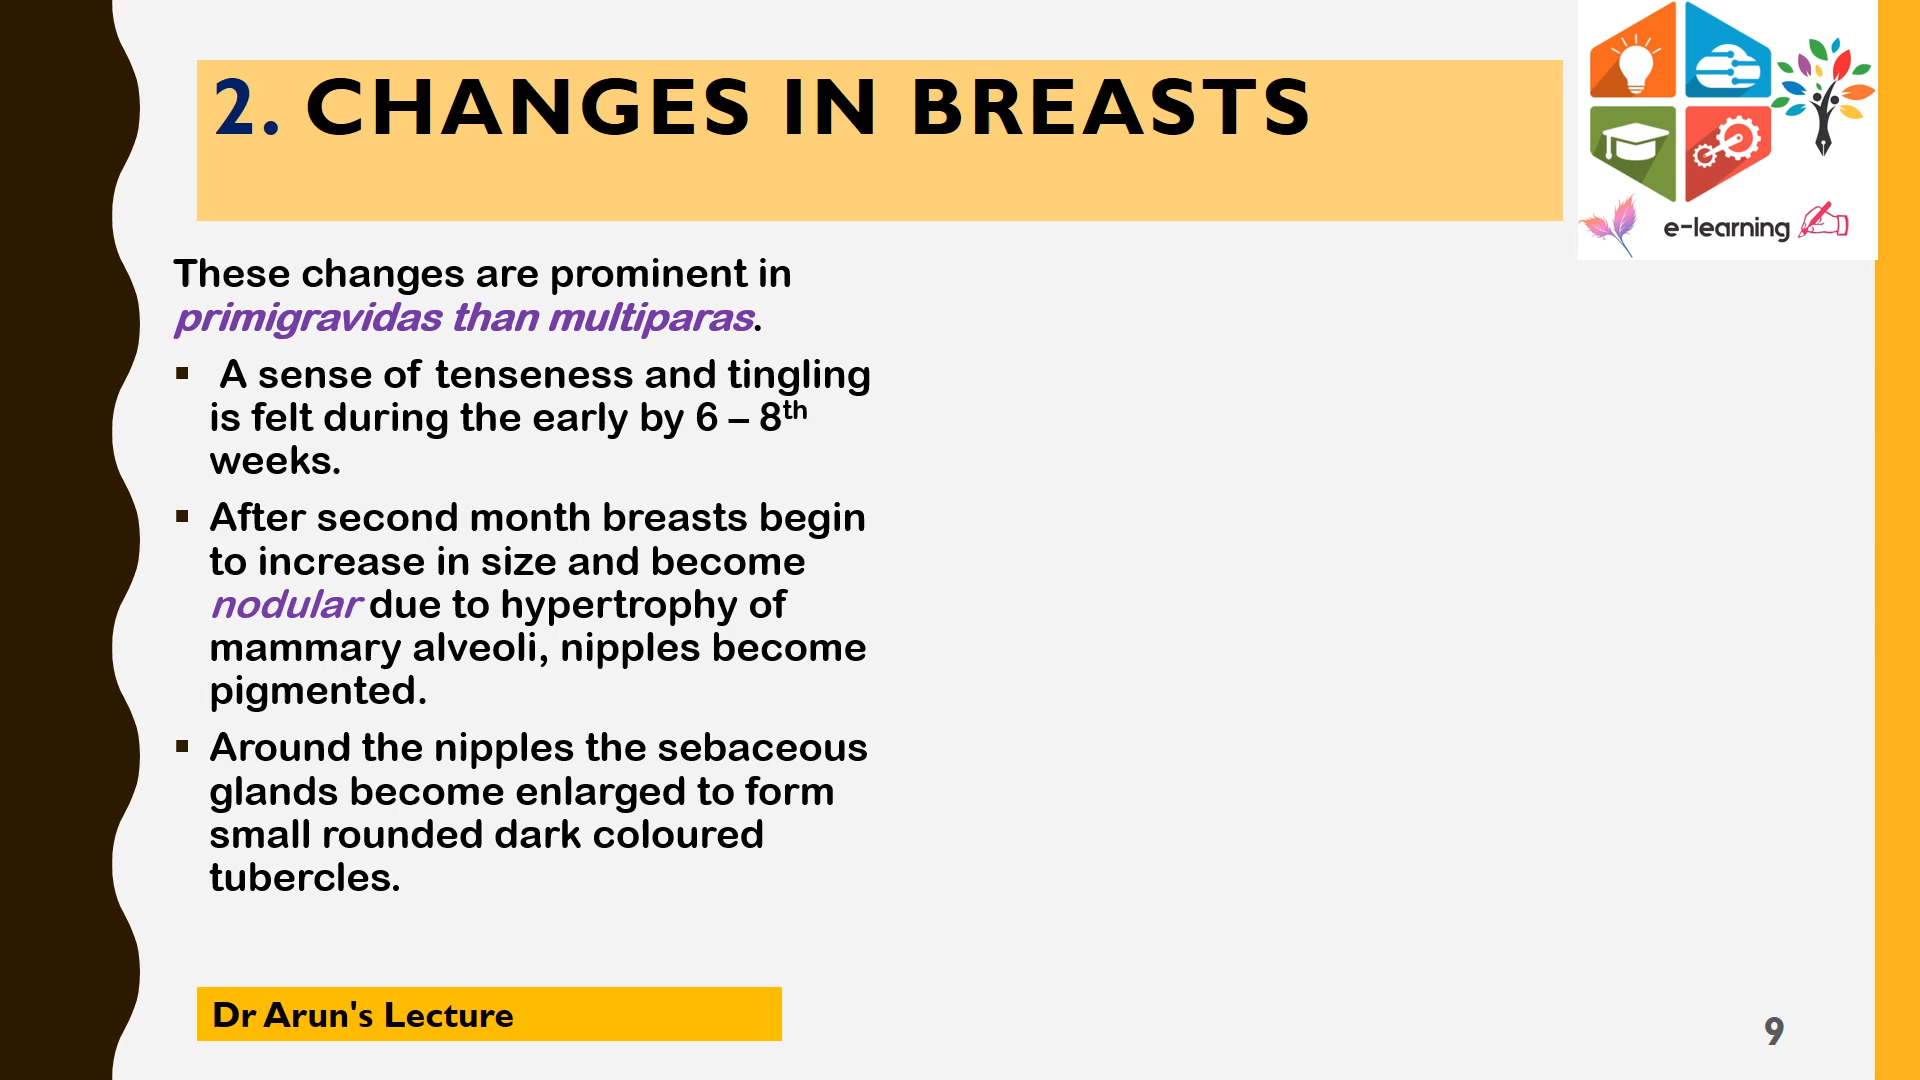 2. CHANGES IN BREASTS
e-learning
These changes are prominent in
primigravidas than multiparas.
▪ A sense of tenseness and tingling
is felt during the early by 6 – 8th
weeks.
▪ After second month breasts begin
to increase in size and become
nodular due to hypertrophy of
mammary alveoli, nipples become
pigmented.
▪ Around the nipples the sebaceous
glands become enlarged to form
small rounded dark coloured
tubercles.
Dr Arun's Lecture
9